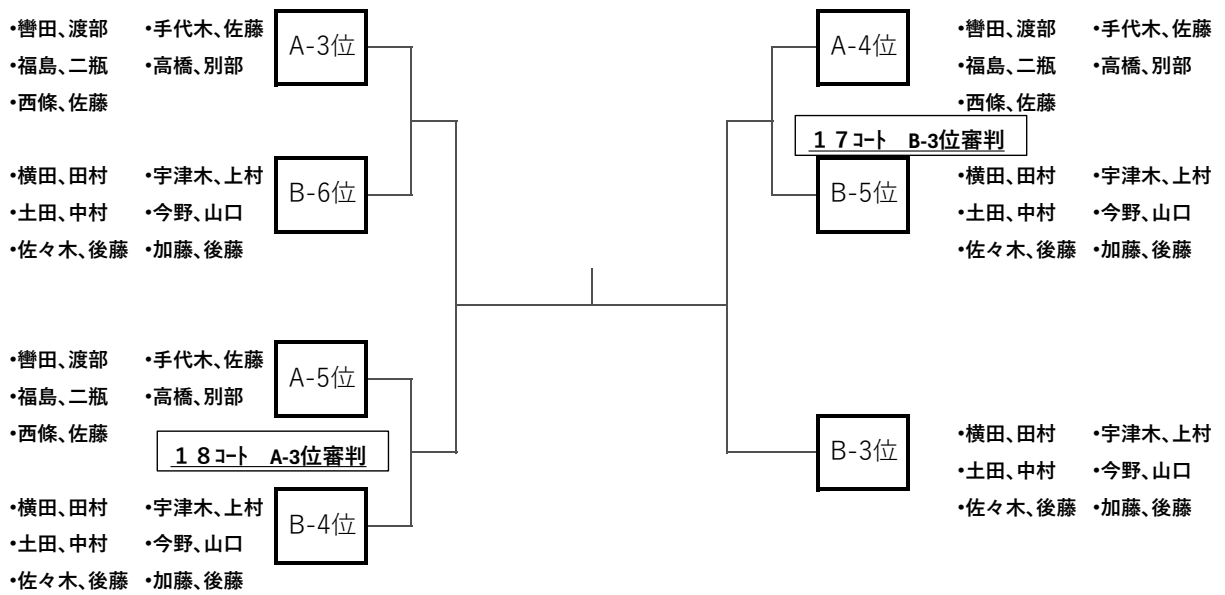 •轡田、渡部 •手代木、佐藤
•福島、二瓶 •高橋、別部
•西條、佐藤
A-3位
•横田、田村 •宇津木、上村
•土田、中村 •今野、山口
•佐々木、後藤 •加藤、後藤
B-6位
•轡田、渡部 •手代木、佐藤
•福島、二瓶 •高橋、別部
•西條、佐藤
A-5位
１８ｺｰﾄ A-3位審判
•横田、田村 •宇津木、上村
•土田、中村 •今野、山口
•佐々木、後藤 •加藤、後藤
B-4位
A-4位
•轡田、渡部 •手代木、佐藤
•福島、二瓶 •高橋、別部
•西條、佐藤
１７ｺｰﾄ B-3位審判
B-5位
•横田、田村 •宇津木、上村
•土田、中村 •今野、山口
•佐々木、後藤 •加藤、後藤
B-3位
•横田、田村 •宇津木、上村
•土田、中村 •今野、山口
•佐々木、後藤 •加藤、後藤